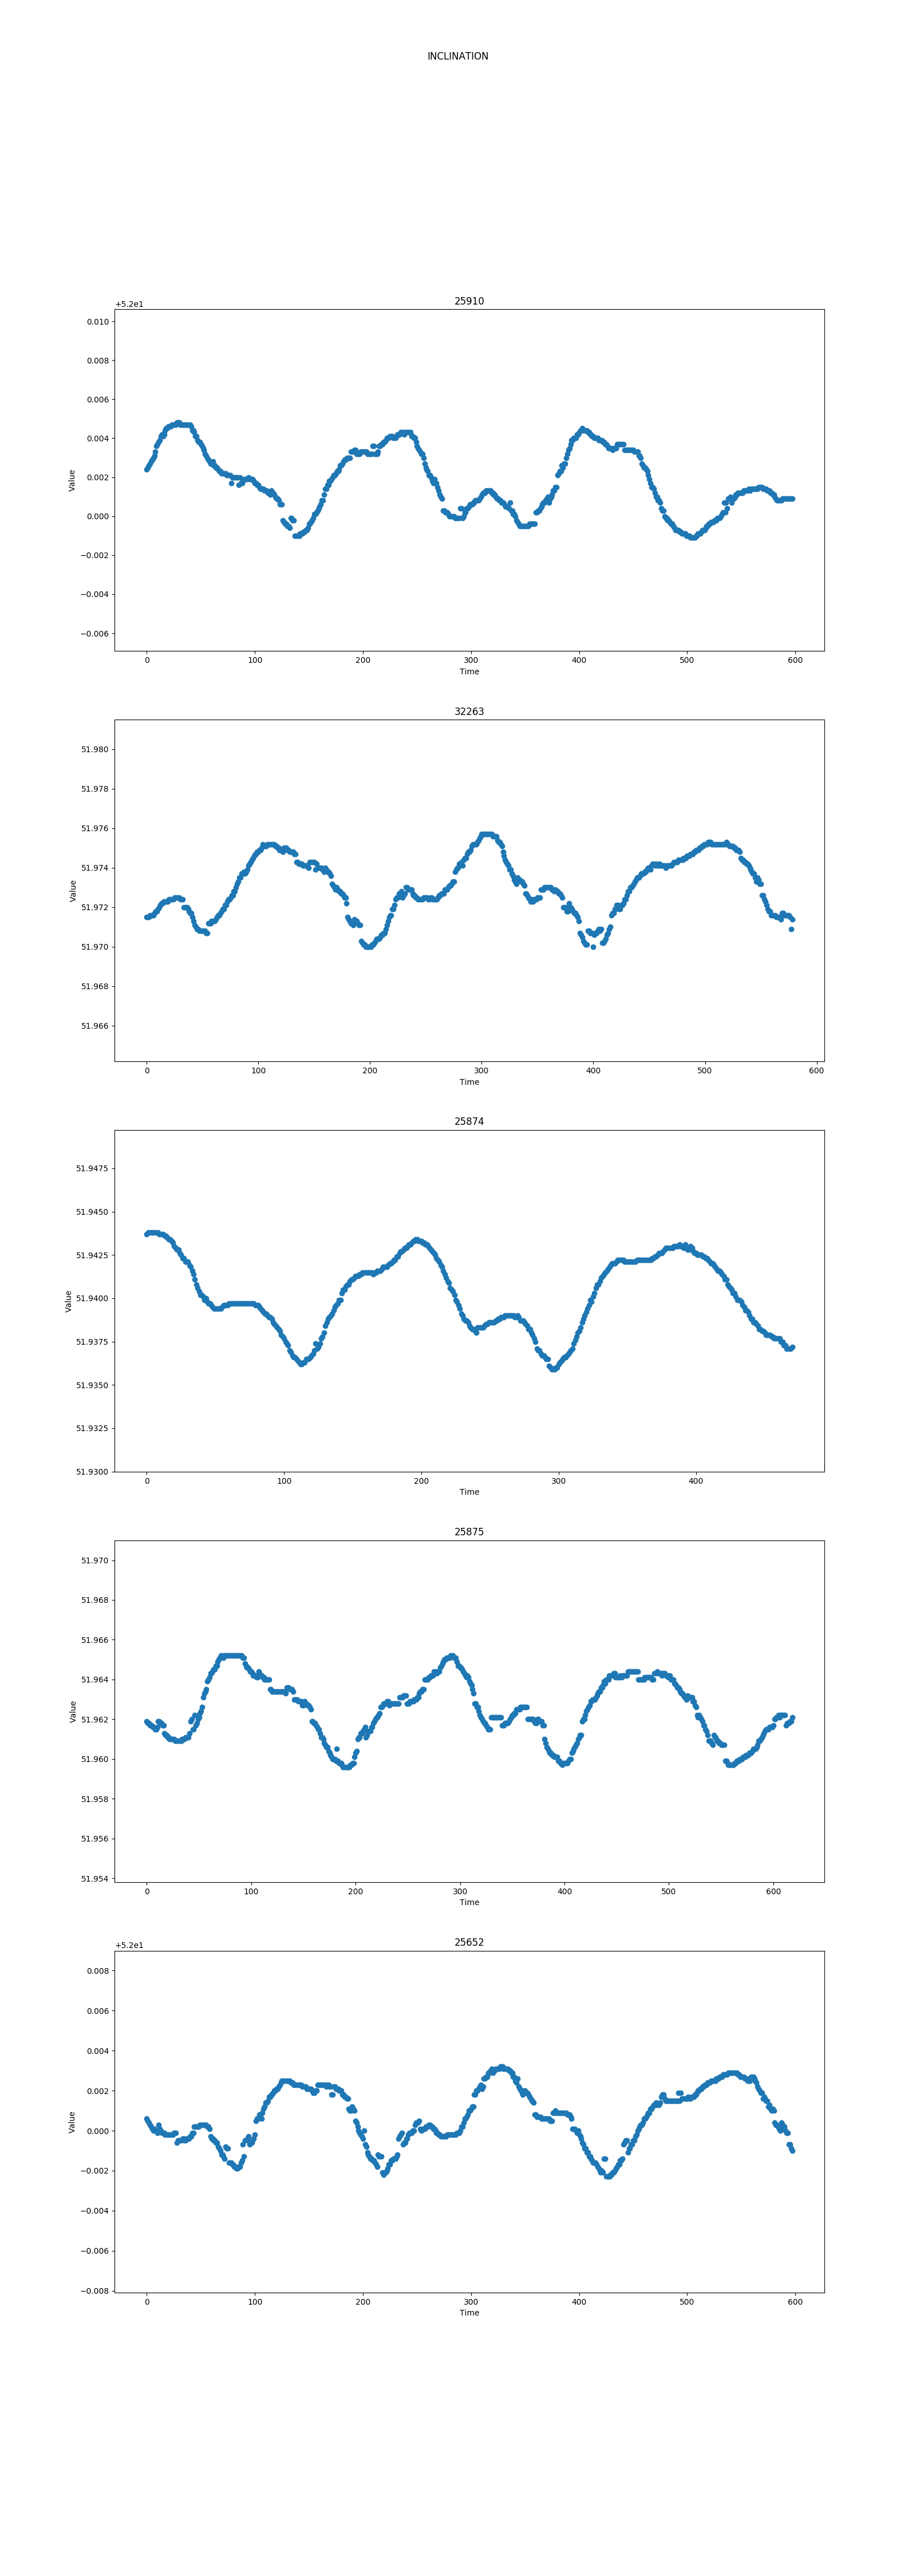 INCLINATION
25910
+5.2e1
0.010
0.008
0.006
0.004
0.002
0.000
−0.002
−0.004
−0.006
Value
0 100 200 300 400 500 600
Time
32263
51.980
51.978
51.976
51.974
51.972
51.970
51.968
51.966
Value
0 100 200 300 400 500 600
Time
25874
51.9475
51.9450
51.9425
51.9400
51.9375
51.9350
51.9325
51.9300
Value
0 100 200 300 400
Time
25875
51.970
51.968
51.966
51.964
51.962
51.960
51.958
51.956
51.954
Value
0 100 200 300 400 500 600
Time
25652
+5.2e1
0.008
0.006
0.004
0.002
0.000
−0.002
−0.004
−0.006
−0.008
Value
0 100 200 300 400 500 600
Time